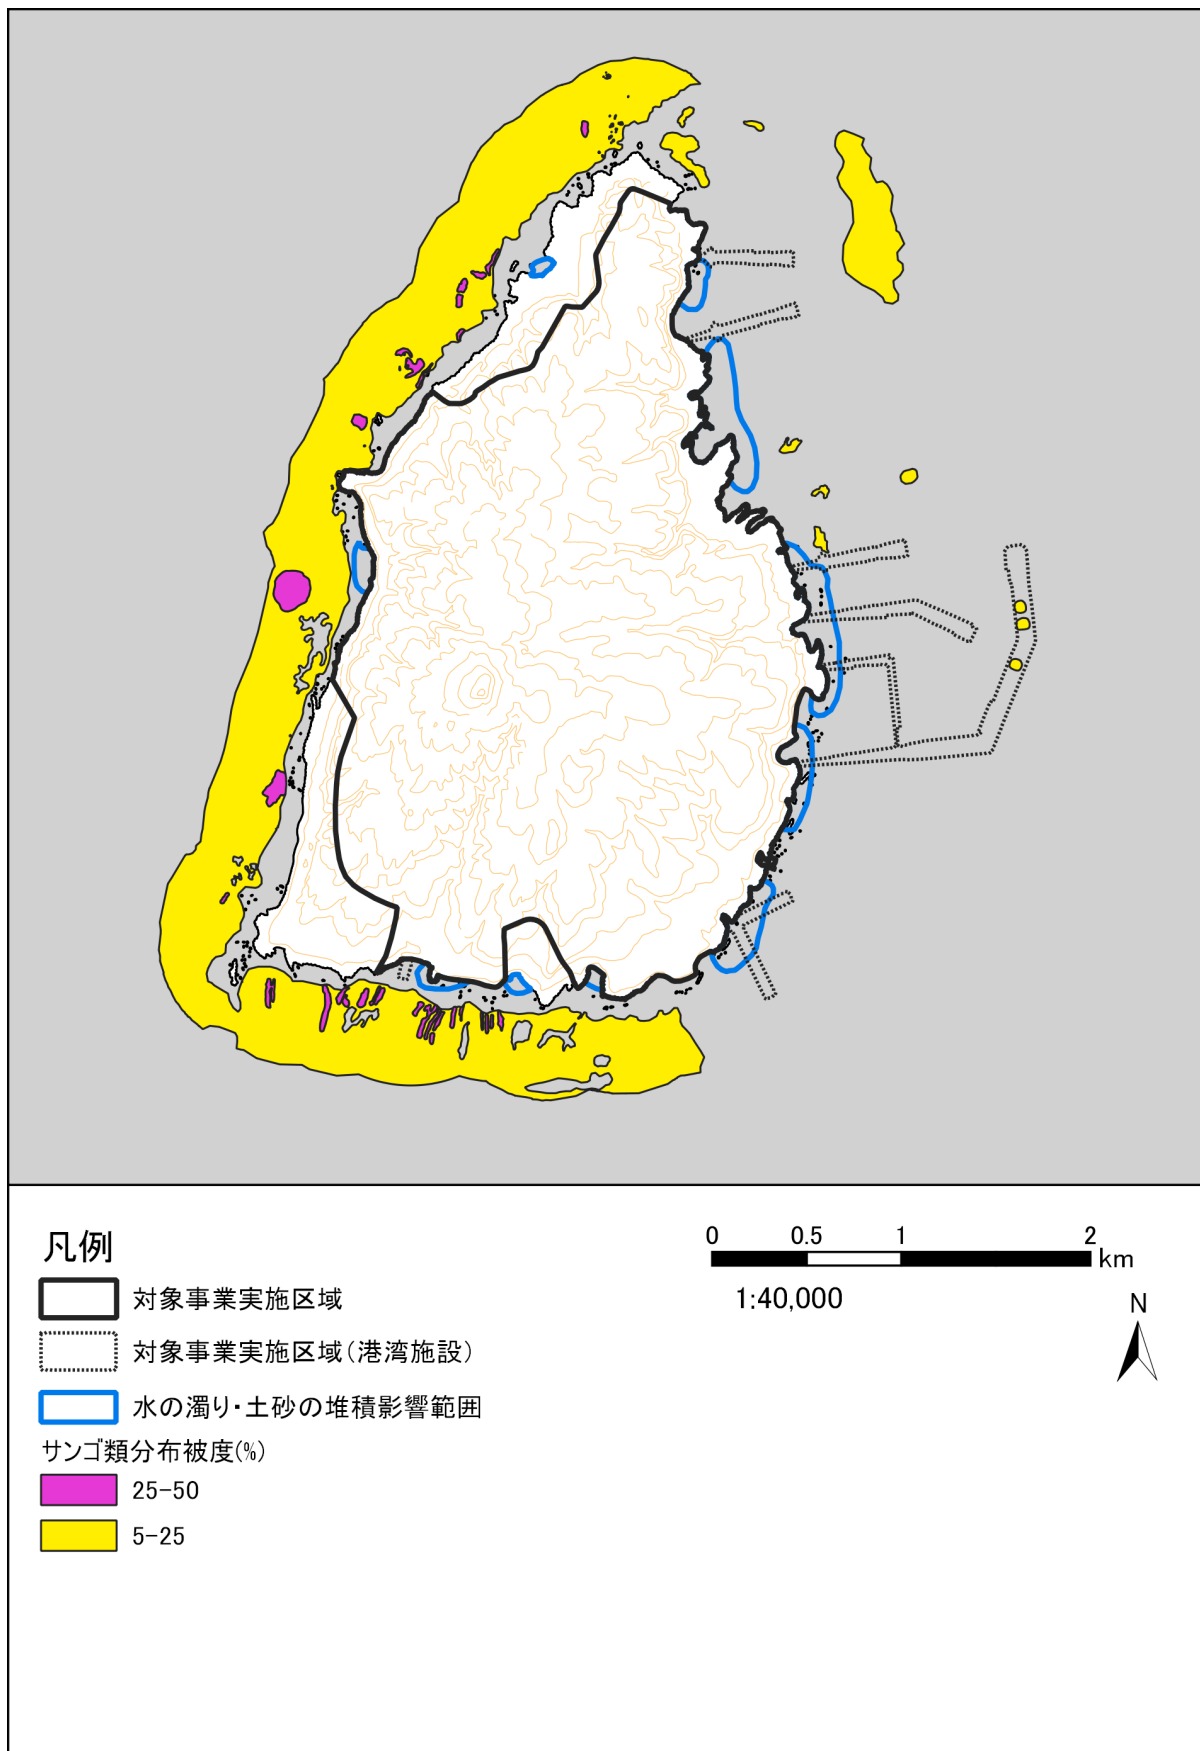 凡例
対象事業実施区域
対象事業実施区域(港湾施設)
水の濁り・土砂の堆積影響範囲
サンゴ類分布被度(%)
25-50
5-25
0 0.5 1 2
km
1:40,000
N